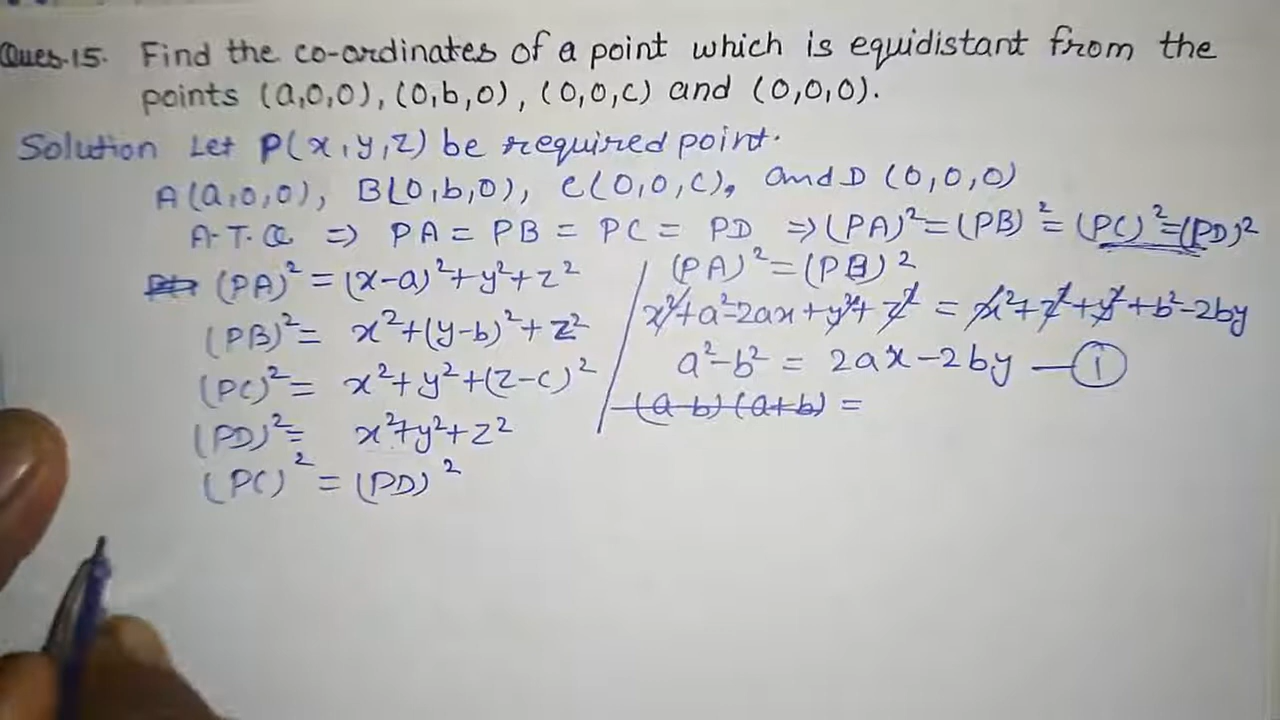 Ques.15. Find the co-ordinates of a point which is equidistant from the
points (a,0,0), (0,b,0), (0,0,c) and (0,0,0).
Solution Let P(x,y,z) be required point.
A(a,0,0), B(0,b,0), C(0,0,c), and D (0,0,0)
A.T.Q ⇒ PA = PB = PC = PD ⇒ (PA)² = (PB)² = (PC)² = (PD)²
(PA)² = (x-a)² + y² + z²
(PB)² = x² + (y-b)² + z²
(PC)² = x² + y² + (z-c)²
(PD)² = x² + y² + z²
(PC)² = (PD)²
(PA)² = (PB)²
x² + a² - 2ax + y² + z² = x² + z² + y² + b² - 2by
a² - b² = 2ax - 2by — ①
(a-b) (a+b) =